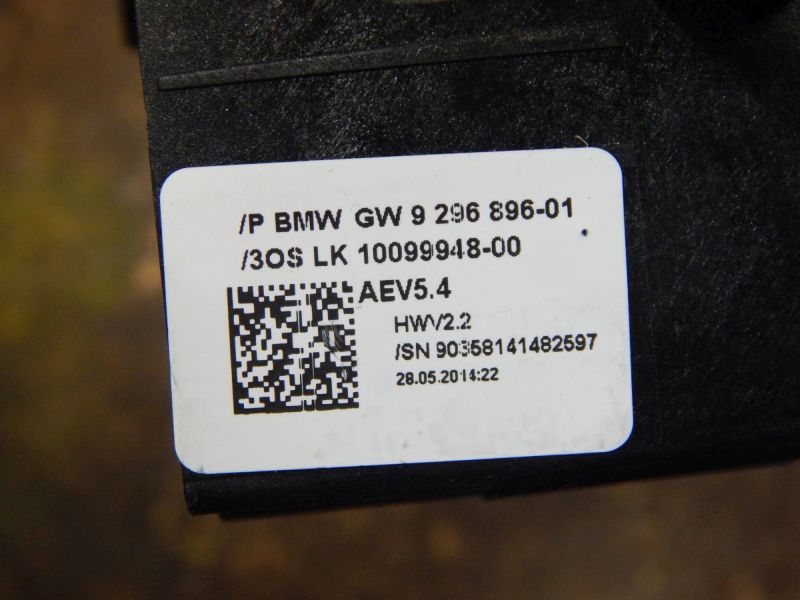 /P BMW GW 9 296 896-01
/3OS LK 10099948-00
AEV5.4
HWV2.2
/SN 90358141482597
28.05.2014:22